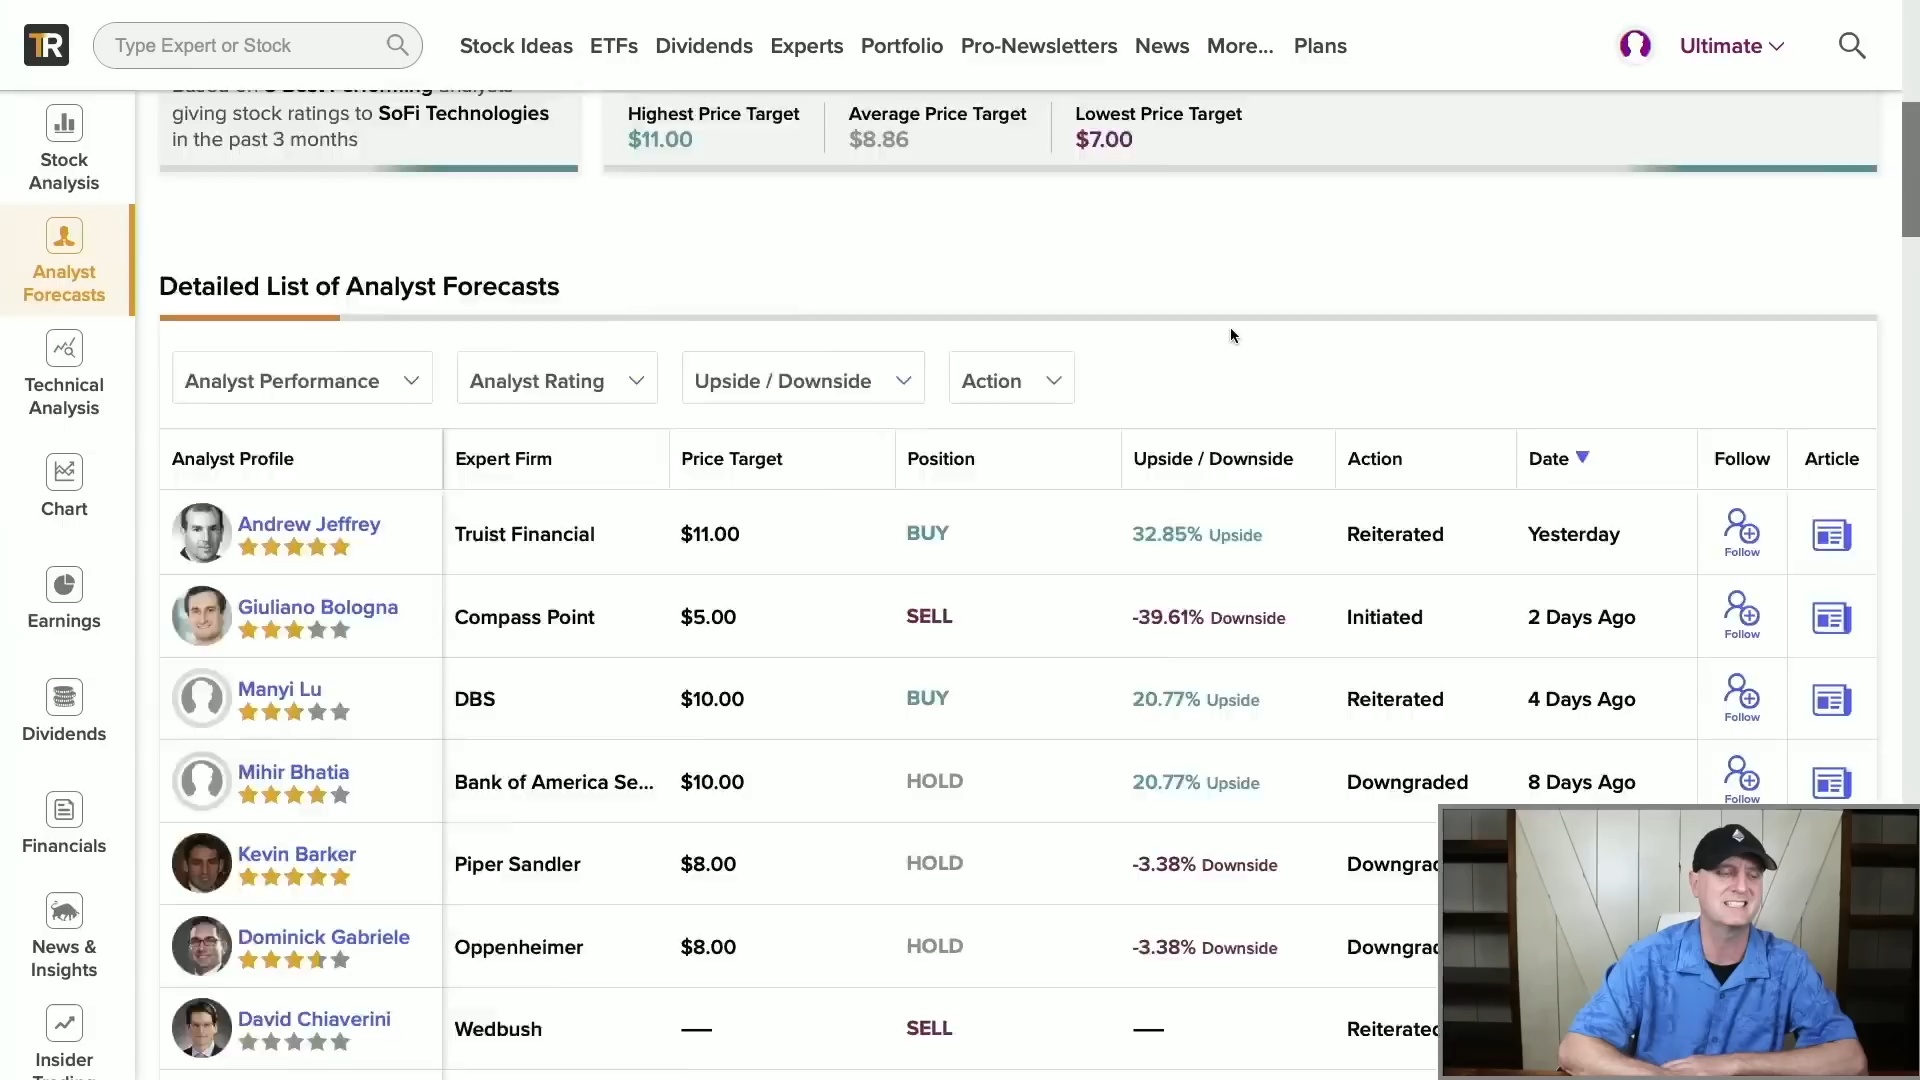 TR
Type Expert or Stock
Stock Ideas ETFs Dividends Experts Portfolio Pro-Newsletters News More... Plans
Ultimate
Stock
Analysis
Analyst
Forecasts
Technical
Analysis
Chart
Earnings
Dividends
Financials
News &
Insights
Insider
giving stock ratings to SoFi Technologies
in the past 3 months
Highest Price Target Average Price Target Lowest Price Target
$11.00 $8.86 $7.00
Detailed List of Analyst Forecasts
Analyst Performance Analyst Rating Upside / Downside Action
Analyst Profile Expert Firm Price Target Position Upside / Downside Action Date Follow Article
Andrew Jeffrey Truist Financial $11.00 BUY 32.85% Upside Reiterated Yesterday Follow
Giuliano Bologna Compass Point $5.00 SELL -39.61% Downside Initiated 2 Days Ago Follow
Manyi Lu DBS $10.00 BUY 20.77% Upside Reiterated 4 Days Ago Follow
Mihir Bhatia Bank of America Se... $10.00 HOLD 20.77% Upside Downgraded 8 Days Ago Follow
Kevin Barker Piper Sandler $8.00 HOLD -3.38% Downside Downgrad
Dominick Gabriele Oppenheimer $8.00 HOLD -3.38% Downside Downgrad
David Chiaverini Wedbush — SELL — Reiterated